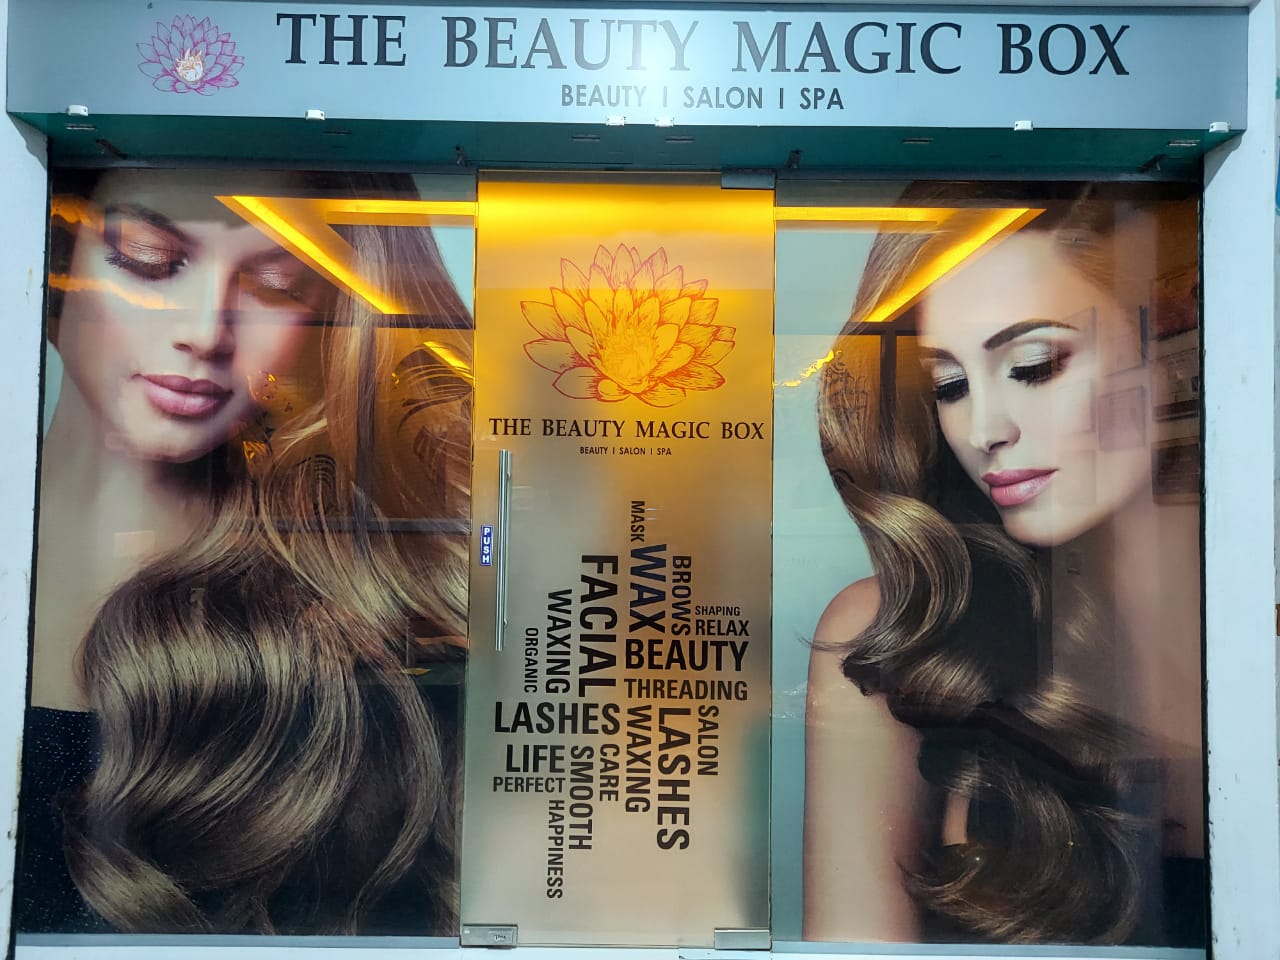 THE BEAUTY MAGIC BOX
BEAUTY | SALON | SPA
THE BEAUTY MAGIC BOX
BEAUTY | SALON | SPA
PUSH
MASK
WAX
BROWS
SHAPING
RELAX
FACIAL
WAXING
ORGANIC
BEAUTY
THREADING
LASHES
WAXING
LASHES
SALON
LIFE
PERFECT
SMOOTH
CARE
HAPPINESS